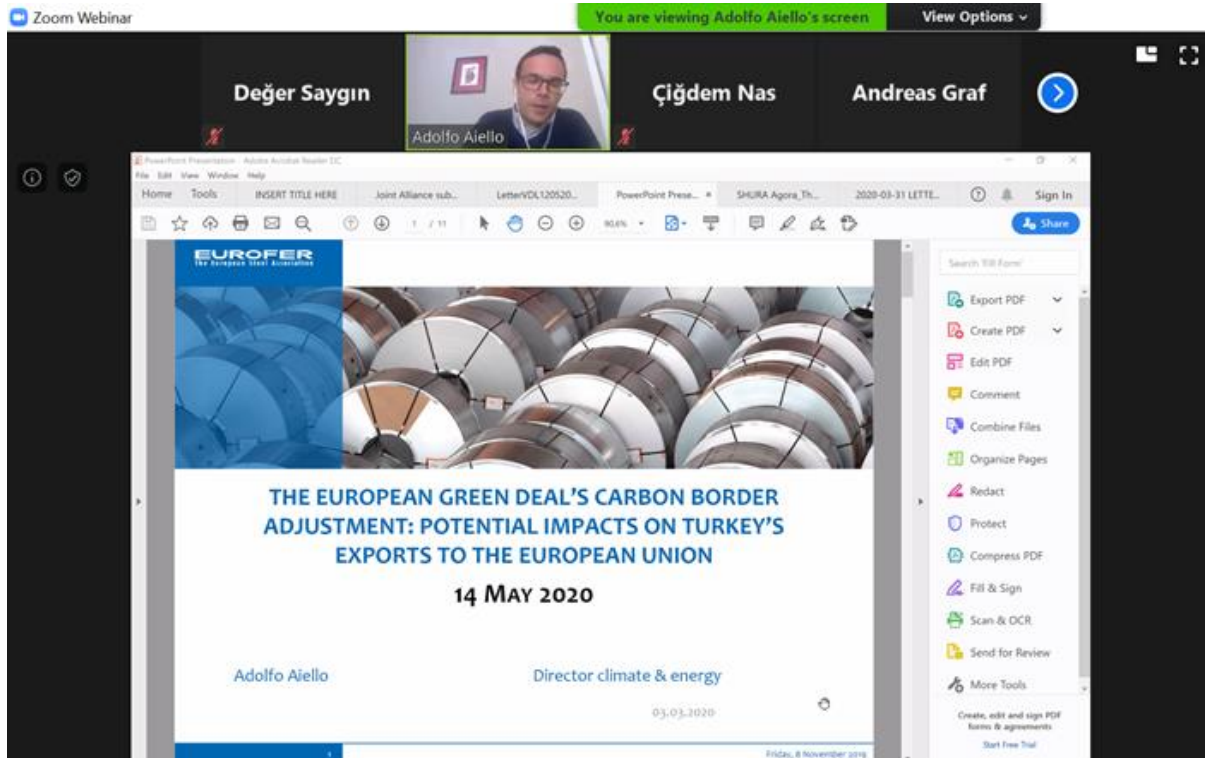 Zoom Webinar
You are viewing Adolfo Aiello's screen
View Options
Değer Saygın
Adolfo Aiello
Çiğdem Nas
Andreas Graf
PowerPoint Presentation - Adobe Acrobat Reader DC
File Edit View Window Help
Home Tools INSERT TITLE HERE Joint Alliance sub... LetterVDL120520... PowerPoint Prese... × SHURA Agora_Th... 2020-03-31 LETTE... Sign In
1 / 11 90,6% Share
EUROFER
The European Steel Association
THE EUROPEAN GREEN DEAL'S CARBON BORDER
ADJUSTMENT: POTENTIAL IMPACTS ON TURKEY'S
EXPORTS TO THE EUROPEAN UNION
14 MAY 2020
Adolfo Aiello
Director climate & energy
03.03.2020
Friday, 8 November 2019
Export PDF
Create PDF
Edit PDF
Comment
Combine Files
Organize Pages
Redact
Protect
Compress PDF
Fill & Sign
Scan & OCR
Send for Review
More Tools
Create, edit and sign PDF
forms & agreements
Start Free Trial